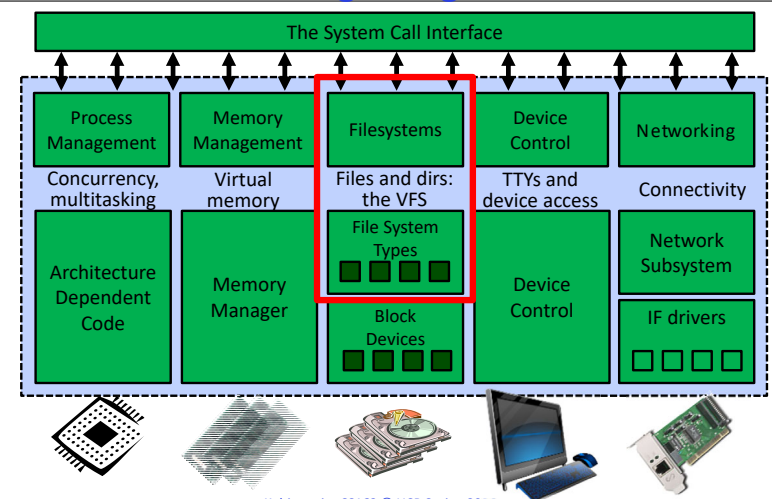 The System Call Interface
Process
Management
Memory
Management
Filesystems
Device
Control
Networking
Concurrency,
multitasking
Virtual
memory
Files and dirs:
the VFS
TTYs and
device access
Connectivity
Architecture
Dependent
Code
Memory
Manager
File System
Types
Block
Devices
Device
Control
Network
Subsystem
IF drivers